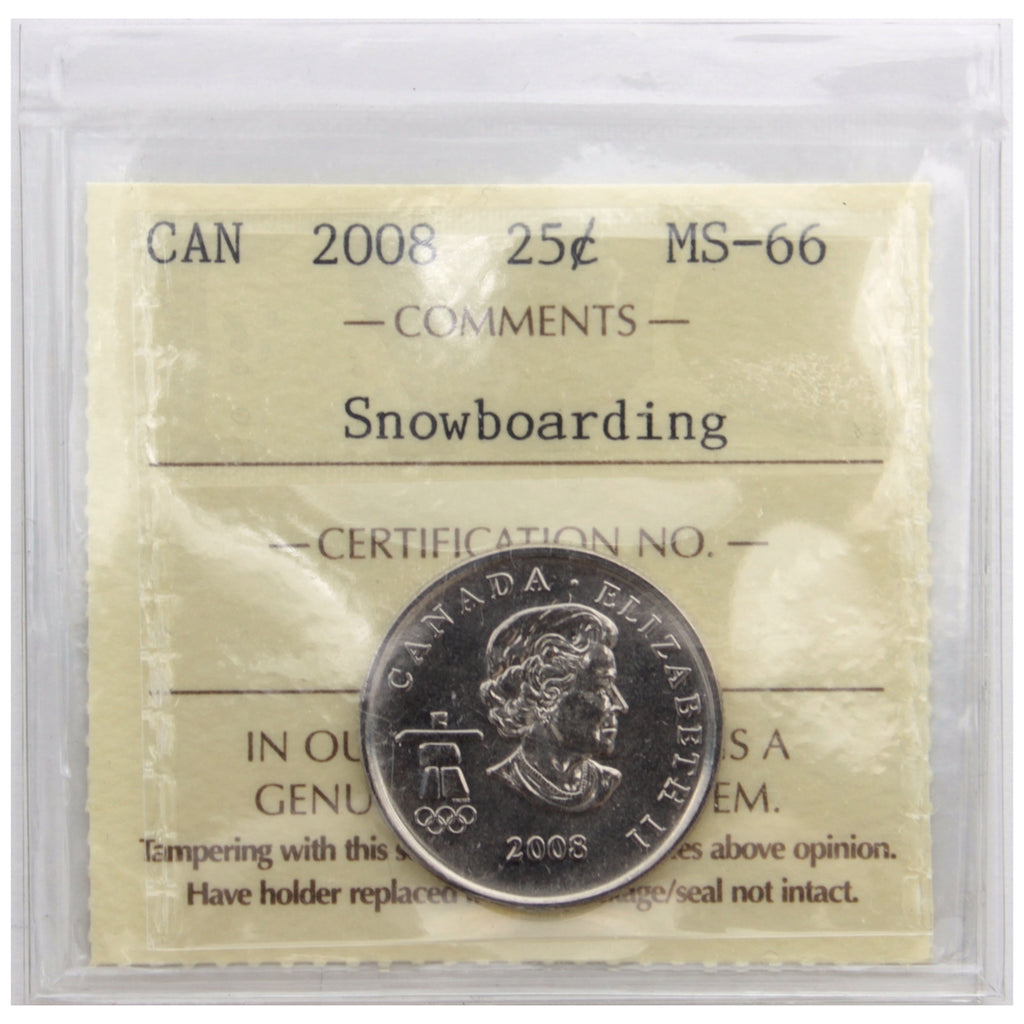 CAN 2008 25¢ MS-66
— COMMENTS —
Snowboarding
— CERTIFICATION NO. —
CANADA · ELIZABETH II
2008
IN OU S A
GENU EM.
Tampering with this s es above opinion.
Have holder replaced age/seal not intact.